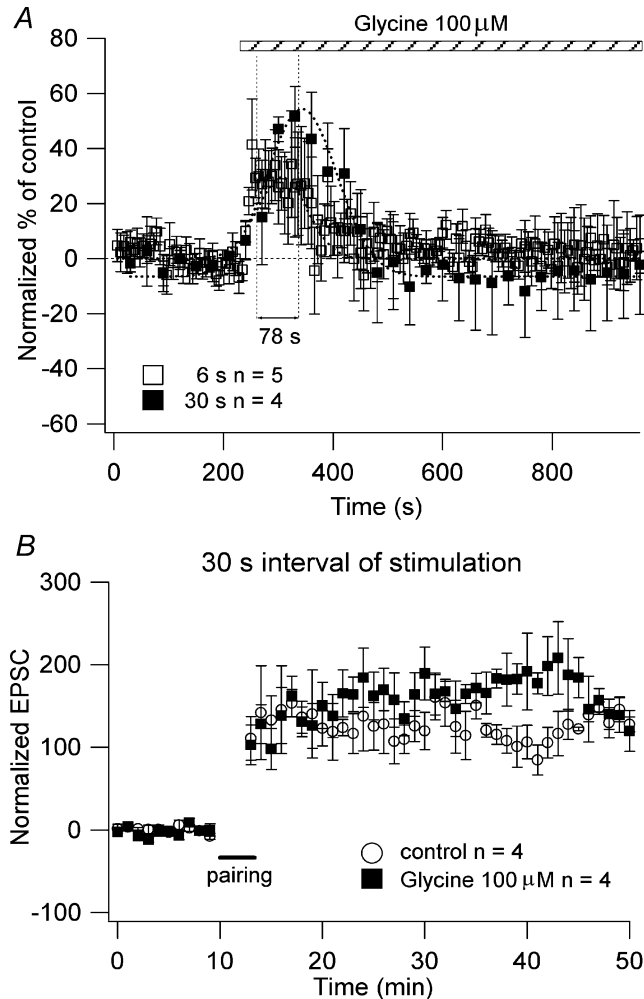 A
Glycine 100 µM
80
60
40
20
0
-20
-40
-60
Normalized % of control
78 s
6 s n = 5
30 s n = 4
0
200
400
600
800
Time (s)
B
30 s interval of stimulation
300
200
100
0
-100
Normalized EPSC
pairing
control n = 4
Glycine 100 µM n = 4
0
10
20
30
40
50
Time (min)